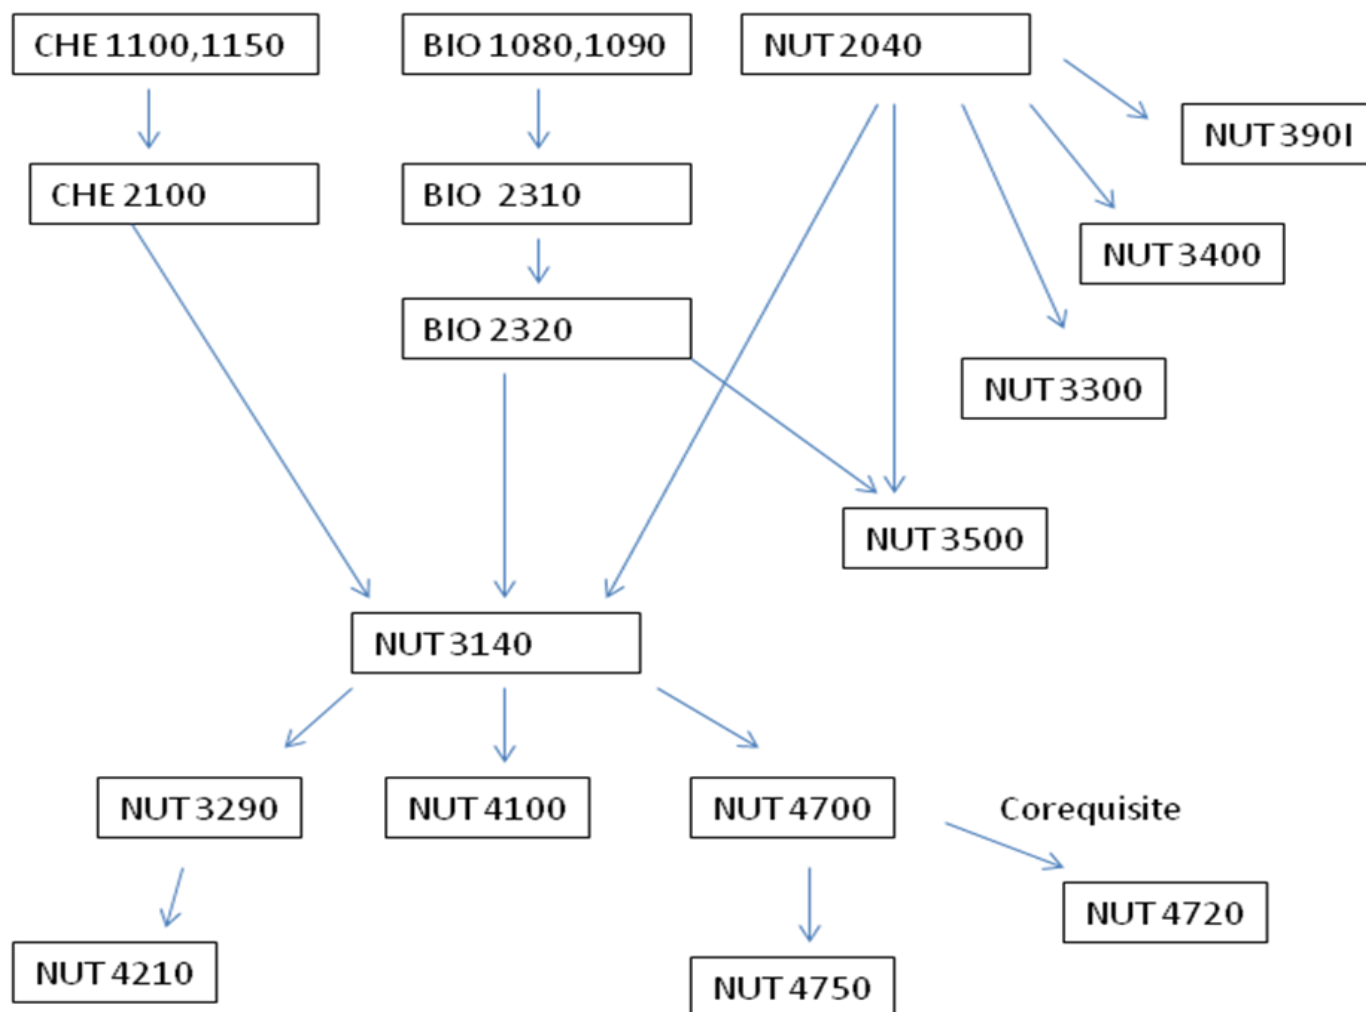 CHE 1100,1150
BIO 1080,1090
NUT 2040
NUT 390I
CHE 2100
BIO 2310
NUT 3400
BIO 2320
NUT 3300
NUT 3500
NUT 3140
NUT 3290
NUT 4100
NUT 4700
Corequisite
NUT 4720
NUT 4210
NUT 4750